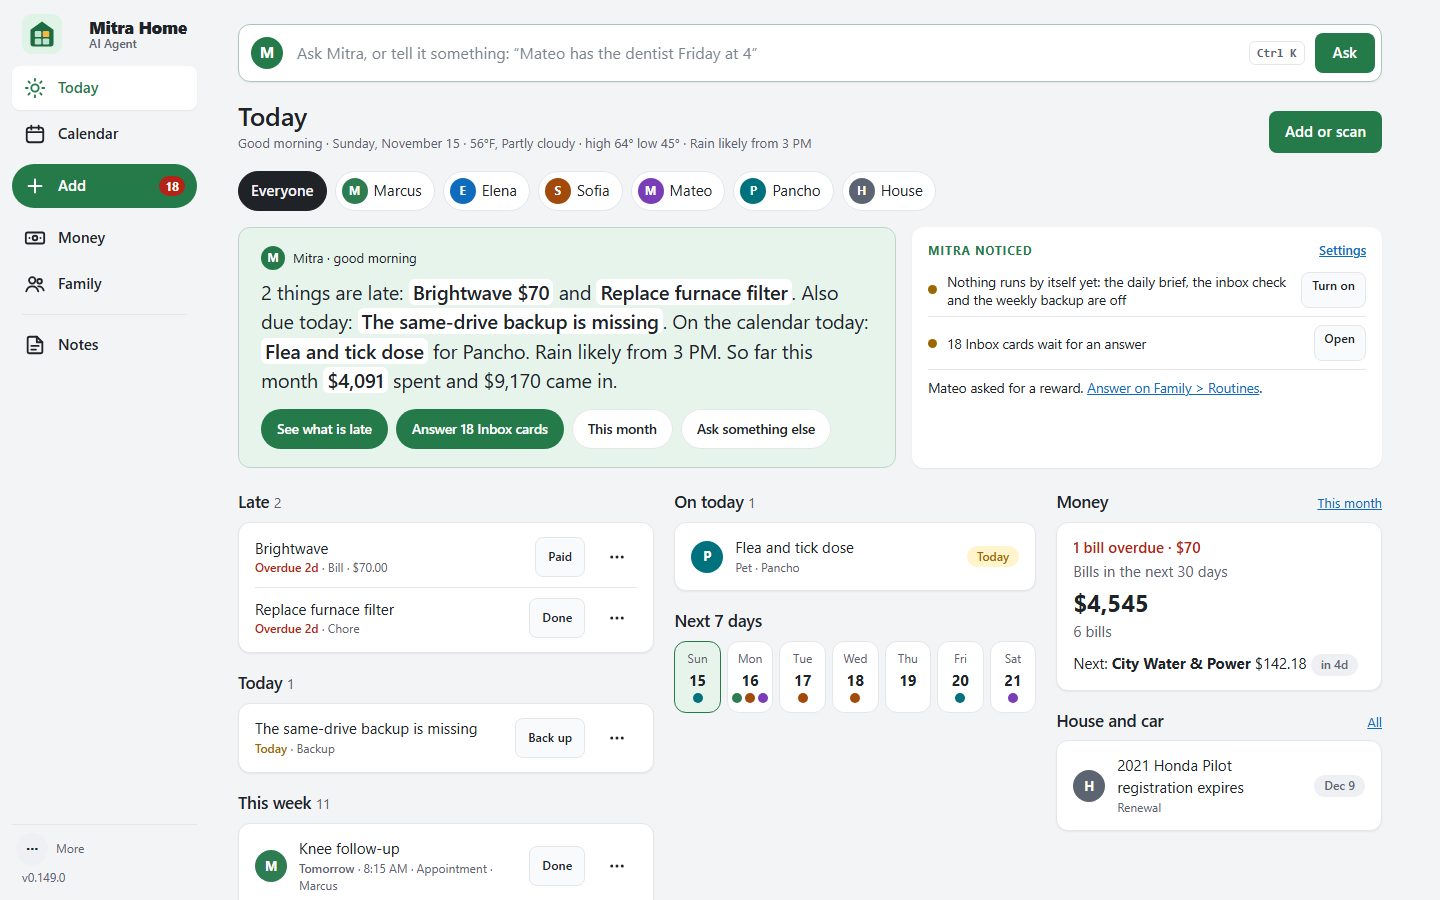 Mitra Home
AI Agent
Today
Calendar
Add 18
Money
Family
Notes
More
v0.149.0
M Ask Mitra, or tell it something: “Mateo has the dentist Friday at 4” Ctrl K Ask
Today
Good morning · Sunday, November 15 · 56°F, Partly cloudy · high 64° low 45° · Rain likely from 3 PM
Add or scan
Everyone M Marcus E Elena S Sofia M Mateo P Pancho H House
M Mitra · good morning
2 things are late: Brightwave $70 and Replace furnace filter. Also
due today: The same-drive backup is missing. On the calendar today:
Flea and tick dose for Pancho. Rain likely from 3 PM. So far this
month $4,091 spent and $9,170 came in.
See what is late Answer 18 Inbox cards This month Ask something else
MITRA NOTICED Settings
Nothing runs by itself yet: the daily brief, the inbox check
and the weekly backup are off
Turn on
18 Inbox cards wait for an answer Open
Mateo asked for a reward. Answer on Family > Routines.
Late 2
Brightwave
Overdue 2d · Bill · $70.00
Paid ···
Replace furnace filter
Overdue 2d · Chore
Done ···
Today 1
The same-drive backup is missing
Today · Backup
Back up ···
This week 11
M Knee follow-up
Tomorrow · 8:15 AM · Appointment ·
Marcus
Done ···
On today 1
P Flea and tick dose
Pet · Pancho
Today
Next 7 days
Sun Mon Tue Wed Thu Fri Sat
15 16 17 18 19 20 21
Money This month
1 bill overdue · $70
Bills in the next 30 days
$4,545
6 bills
Next: City Water & Power $142.18 in 4d
House and car All
H 2021 Honda Pilot
registration expires
Renewal
Dec 9